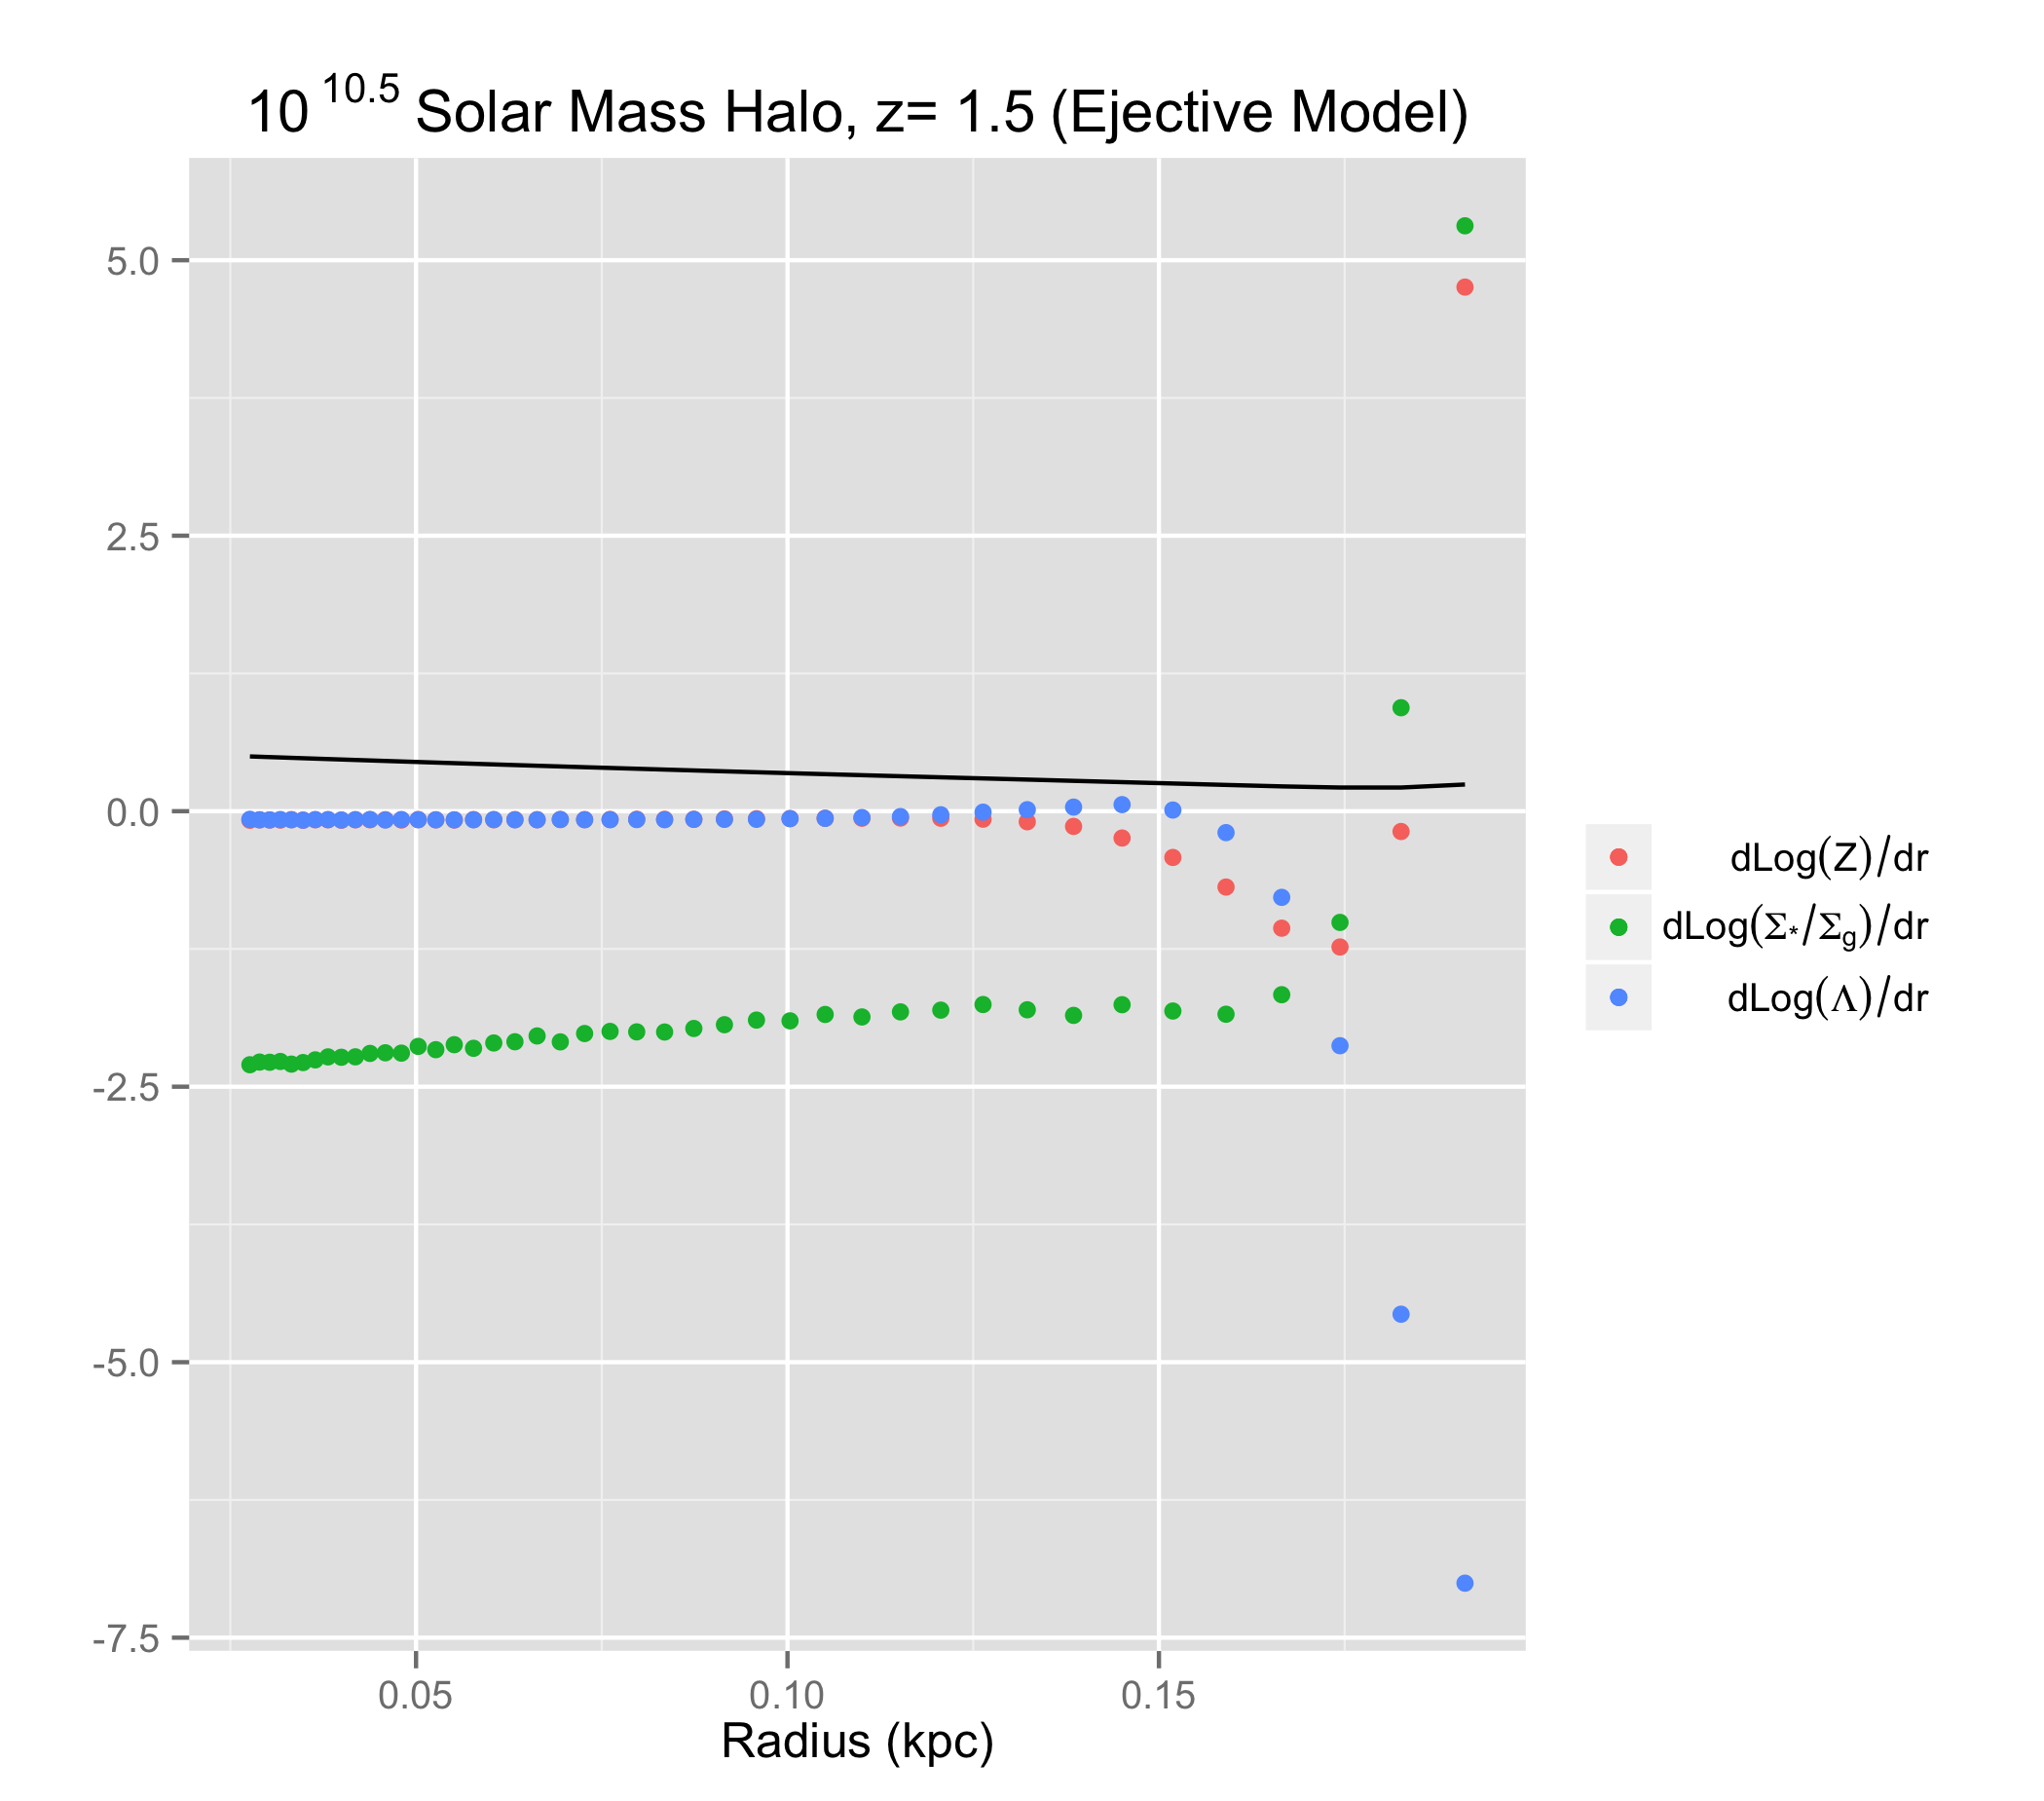 10^10.5 Solar Mass Halo, z= 1.5 (Ejective Model)
5.0
2.5
0.0
-2.5
-5.0
-7.5
0.05 0.10 0.15
Radius (kpc)
dLog(Z)/dr
dLog(Σ*/Σg)/dr
dLog(Λ)/dr